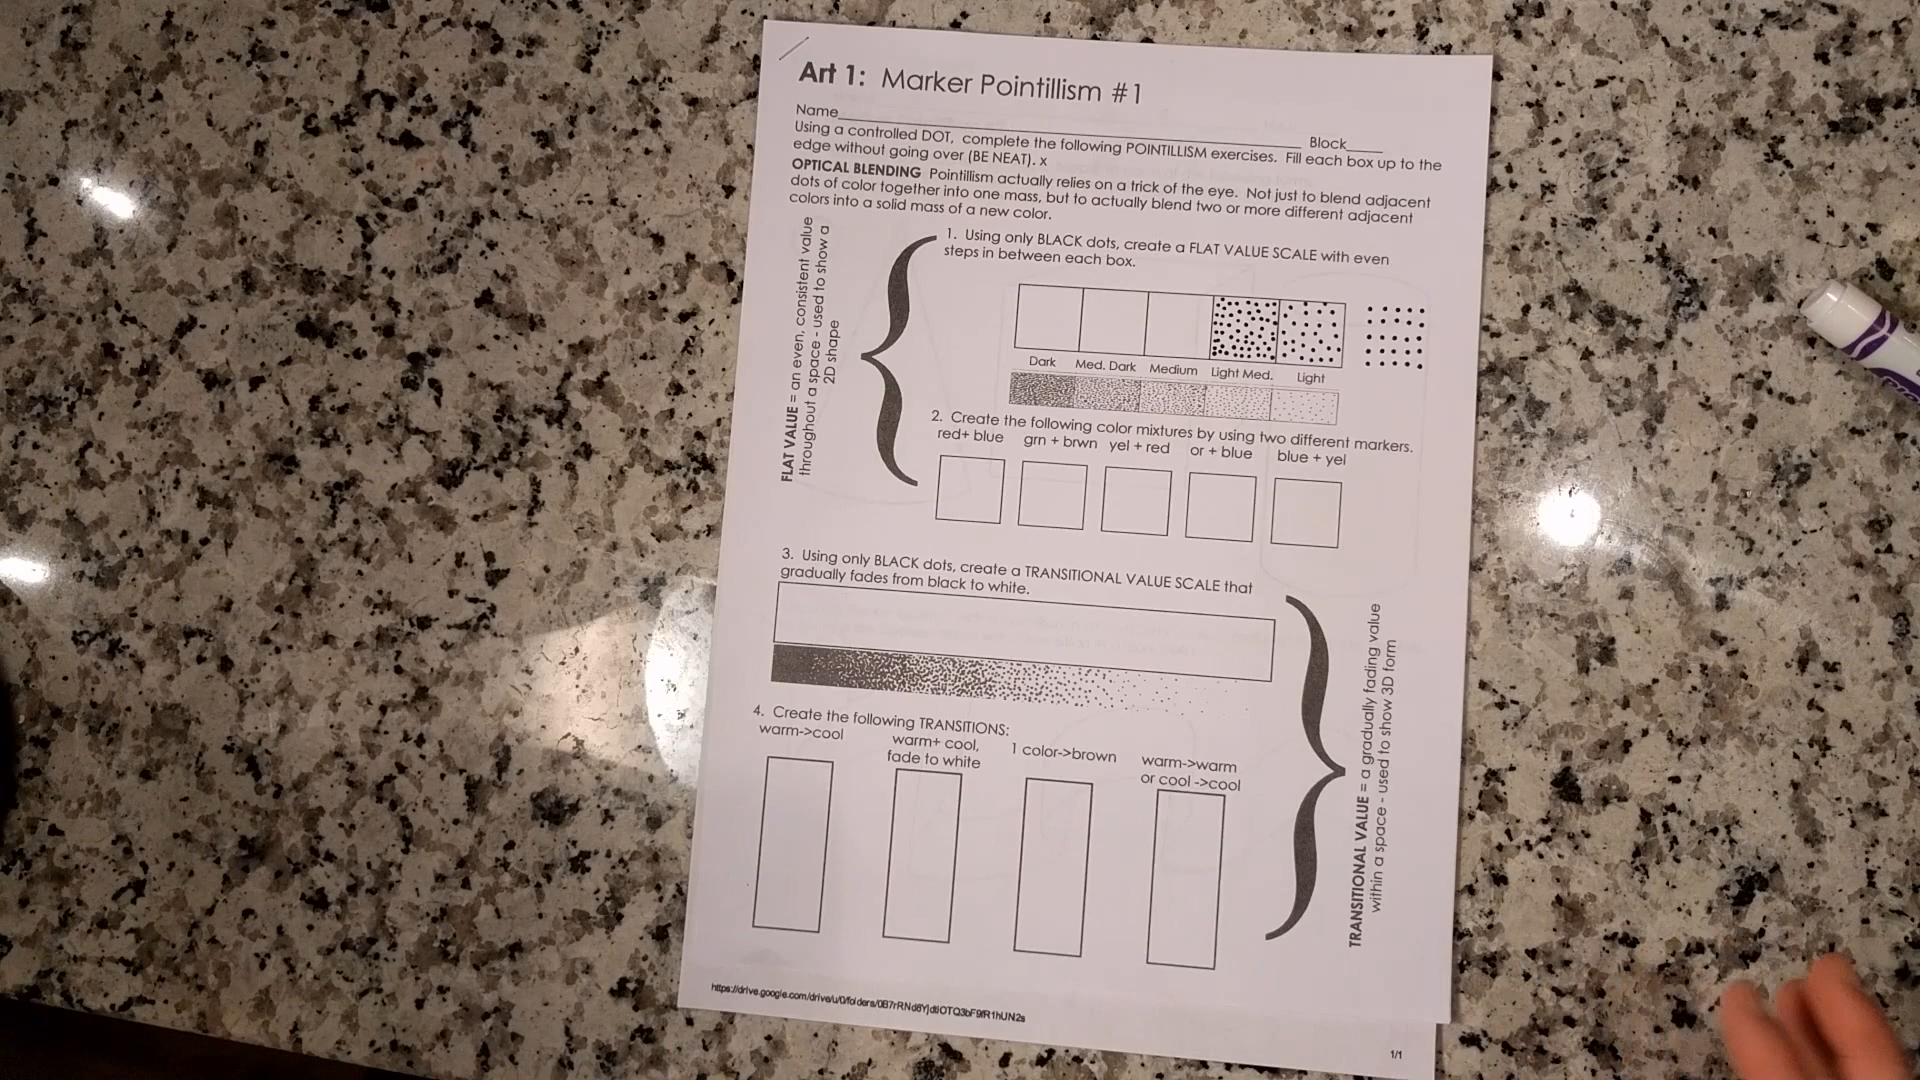 Art 1: Marker Pointillism #1
Name______ Block____
Using a controlled DOT, complete the following POINTILLISM exercises. Fill each box up to the
edge without going over (BE NEAT). x
OPTICAL BLENDING Pointillism actually relies on a trick of the eye. Not just to blend adjacent
dots of color together into one mass, but to actually blend two or more different adjacent
colors into a solid mass of a new color.
FLAT VALUE = an even, consistent value
throughout a space - used to show a
2D shape
1. Using only BLACK dots, create a FLAT VALUE SCALE with even
steps in between each box.
Dark Med. Dark Medium Light Med. Light
2. Create the following color mixtures by using two different markers.
red+ blue grn + brwn yel + red or + blue blue + yel
3. Using only BLACK dots, create a TRANSITIONAL VALUE SCALE that
gradually fades from black to white.
4. Create the following TRANSITIONS:
warm->cool
warm+ cool,
fade to white
1 color->brown
warm->warm
or cool ->cool
TRANSITIONAL VALUE = a gradually fading value
within a space - used to show 3D form
1/1